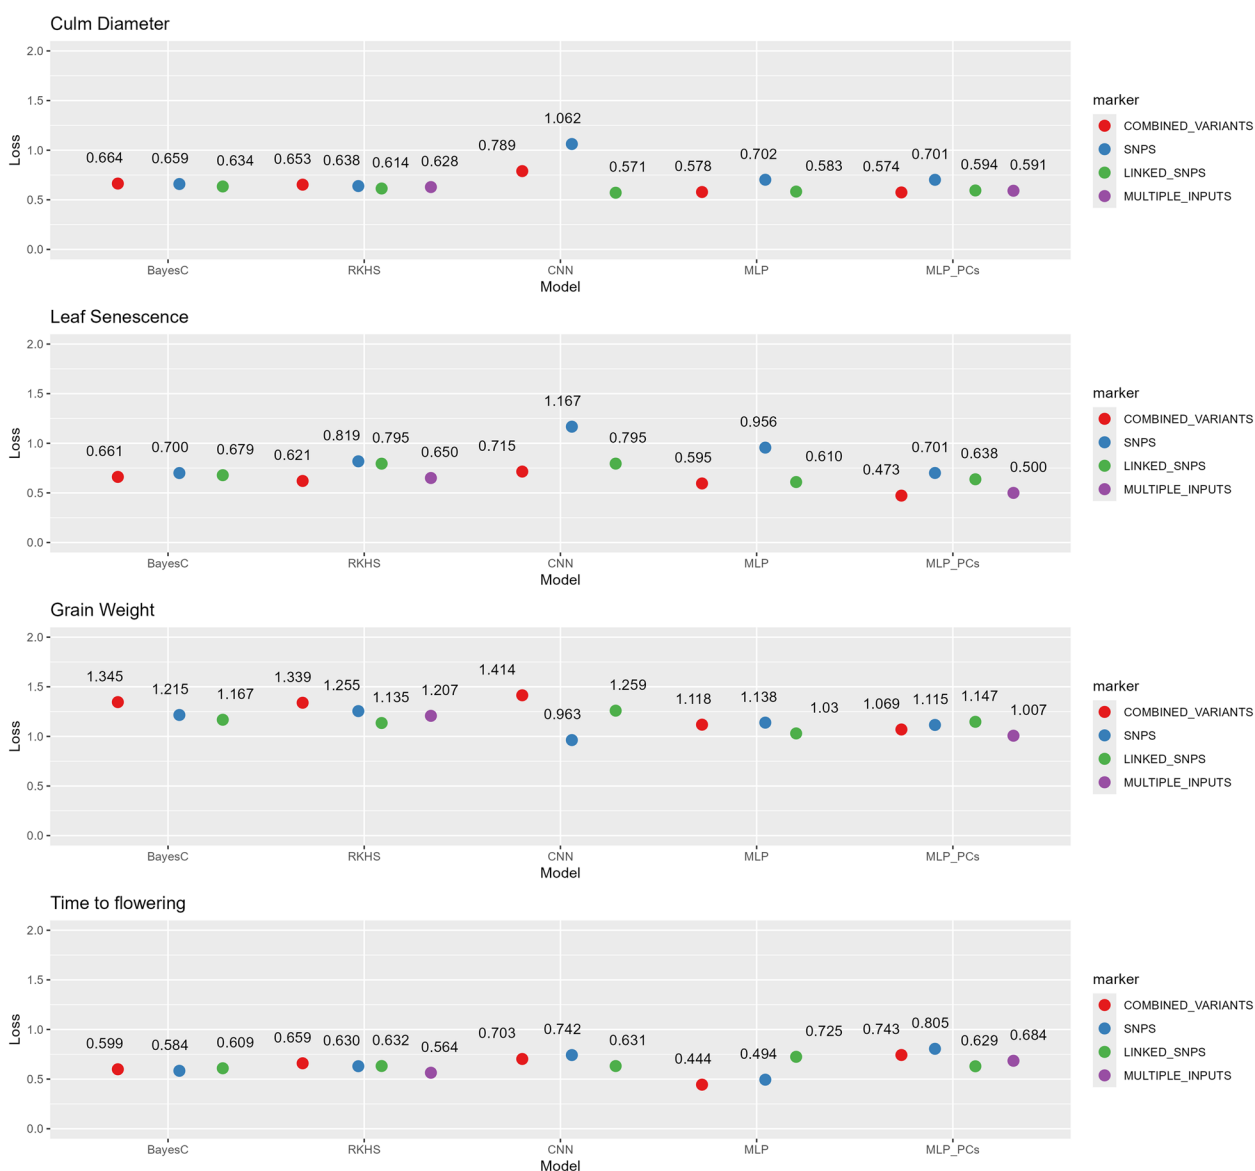 Culm Diameter
2.0
1.5
1.0
0.5
0.0
Loss
0.664 0.659 0.634 0.653 0.638 0.614 0.628 0.789 1.062 0.571 0.578 0.702 0.583 0.574 0.701 0.594 0.591
BayesC RKHS CNN MLP MLP_PCs
Model
marker
COMBINED_VARIANTS
SNPS
LINKED_SNPS
MULTIPLE_INPUTS
Leaf Senescence
2.0
1.5
1.0
0.5
0.0
Loss
0.661 0.700 0.679 0.621 0.819 0.795 0.650 0.715 1.167 0.795 0.595 0.956 0.610 0.473 0.701 0.638 0.500
BayesC RKHS CNN MLP MLP_PCs
Model
marker
COMBINED_VARIANTS
SNPS
LINKED_SNPS
MULTIPLE_INPUTS
Grain Weight
2.0
1.5
1.0
0.5
0.0
Loss
1.345 1.215 1.167 1.339 1.255 1.135 1.207 1.414 0.963 1.259 1.118 1.138 1.03 1.069 1.115 1.147 1.007
BayesC RKHS CNN MLP MLP_PCs
Model
marker
COMBINED_VARIANTS
SNPS
LINKED_SNPS
MULTIPLE_INPUTS
Time to flowering
2.0
1.5
1.0
0.5
0.0
Loss
0.599 0.584 0.609 0.659 0.630 0.632 0.564 0.703 0.742 0.631 0.444 0.494 0.725 0.743 0.805 0.629 0.684
BayesC RKHS CNN MLP MLP_PCs
Model
marker
COMBINED_VARIANTS
SNPS
LINKED_SNPS
MULTIPLE_INPUTS